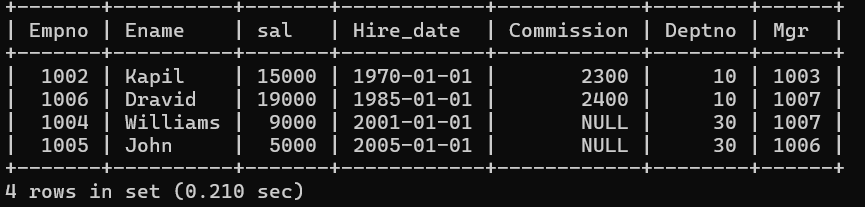 | Empno | Ename    | sal   | Hire_date  | Commission | Deptno | Mgr  |
|  1002 | Kapil    | 15000 | 1970-01-01 |       2300 |     10 | 1003 |
|  1006 | Dravid   | 19000 | 1985-01-01 |       2400 |     10 | 1007 |
|  1004 | Williams |  9000 | 2001-01-01 |       NULL |     30 | 1007 |
|  1005 | John     |  5000 | 2005-01-01 |       NULL |     30 | 1006 |
4 rows in set (0.210 sec)